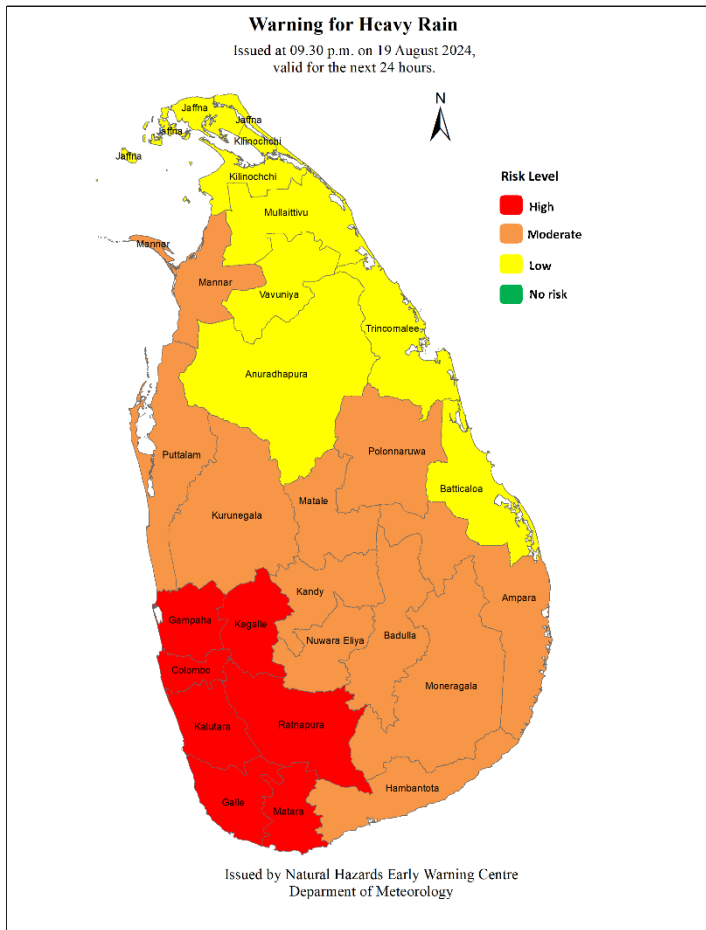 Warning for Heavy Rain
Issued at 09.30 p.m. on 19 August 2024,
valid for the next 24 hours.
N
Jaffna
Jaffna
Jaffna
Kilinochchi
Jaffna
Kilinochchi
Risk Level
High
Mullaittivu
Moderate
Mannar
Low
Mannar
Vavuniya
No risk
Trincomalee
Anuradhapura
Polonnaruwa
Puttalam
Batticaloa
Matale
Kurunegala
Kandy
Ampara
Gampaha
Kegalle
Nuwara Eliya
Badulla
Colombo
Moneragala
Kalutara
Ratnapura
Hambantota
Galle
Matara
Issued by Natural Hazards Early Warning Centre
Deparment of Meteorology